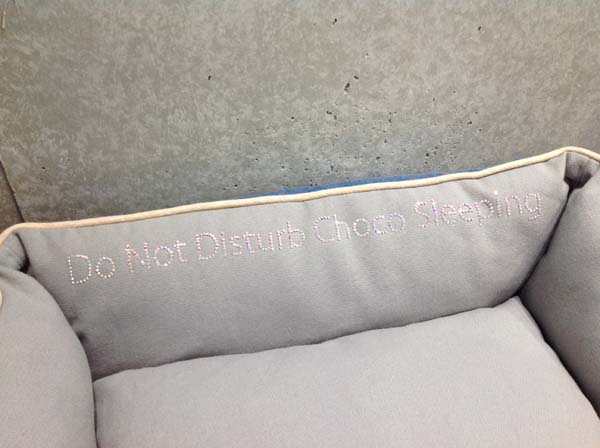 Do Not Disturb Choco Sleeping